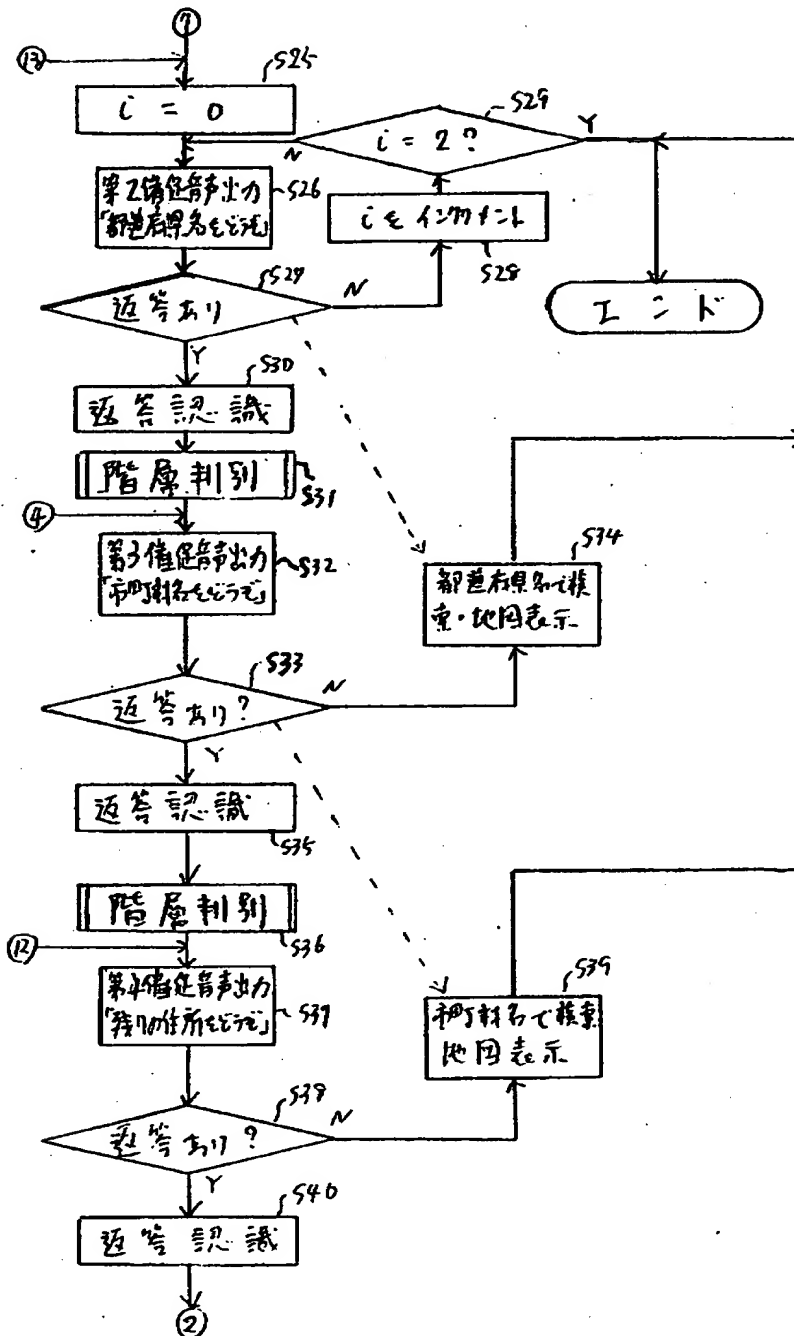 ⑦
⑬
S25
i = 0
S29
i = 2 ?
Y
N
第2催促音声出力
「都道府県名をどうぞ」
S26
iをインクリメント
S28
S27
返答あり
N
エンド
Y
S30
返答認識
階層判別
S31
④
第3催促音声出力
「市町村名をどうぞ」
S32
S34
都道府県名で検
索・地図表示
S33
返答あり?
N
Y
返答認識
S35
階層判別
S36
⑫
第4催促音声出力
「残りの住所をどうぞ」
S37
S39
市町村名で検索
地図表示
S38
返答あり?
N
Y
S40
返答認識
②